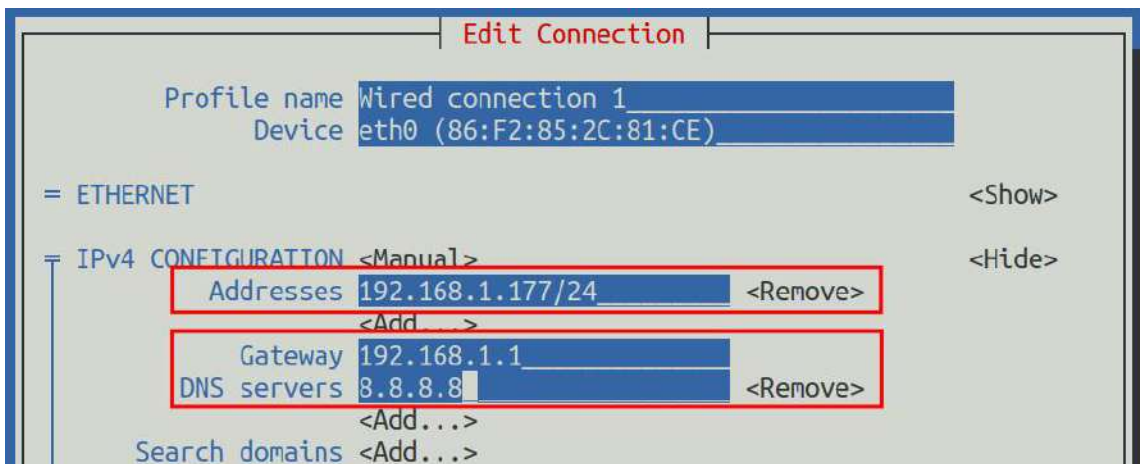 Edit Connection
Profile name Wired connection 1
Device eth0 (86:F2:85:2C:81:CE)
= ETHERNET <Show>
= IPv4 CONFIGURATION <Manual> <Hide>
Addresses 192.168.1.177/24 <Remove>
<Add...>
Gateway 192.168.1.1
DNS servers 8.8.8.8 <Remove>
<Add...>
Search domains <Add...>